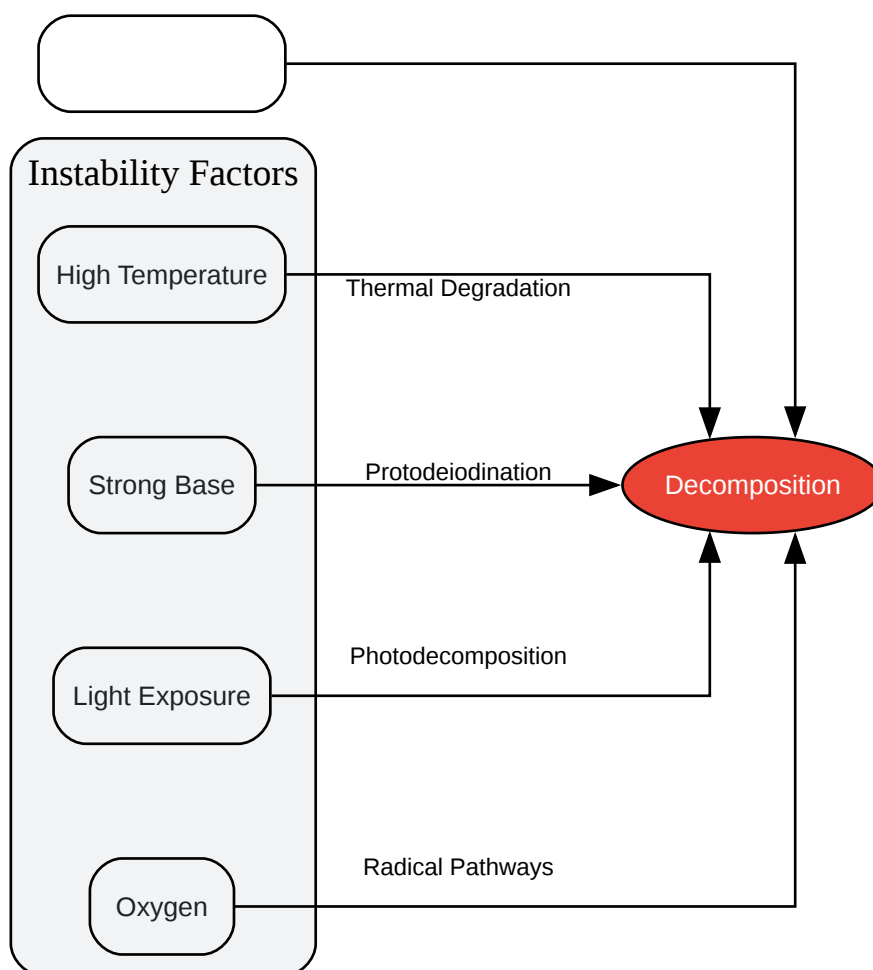 Instability Factors
High Temperature
Thermal Degradation
Strong Base
Protodeiodination
Decomposition
Light Exposure
Photodecomposition
Oxygen
Radical Pathways